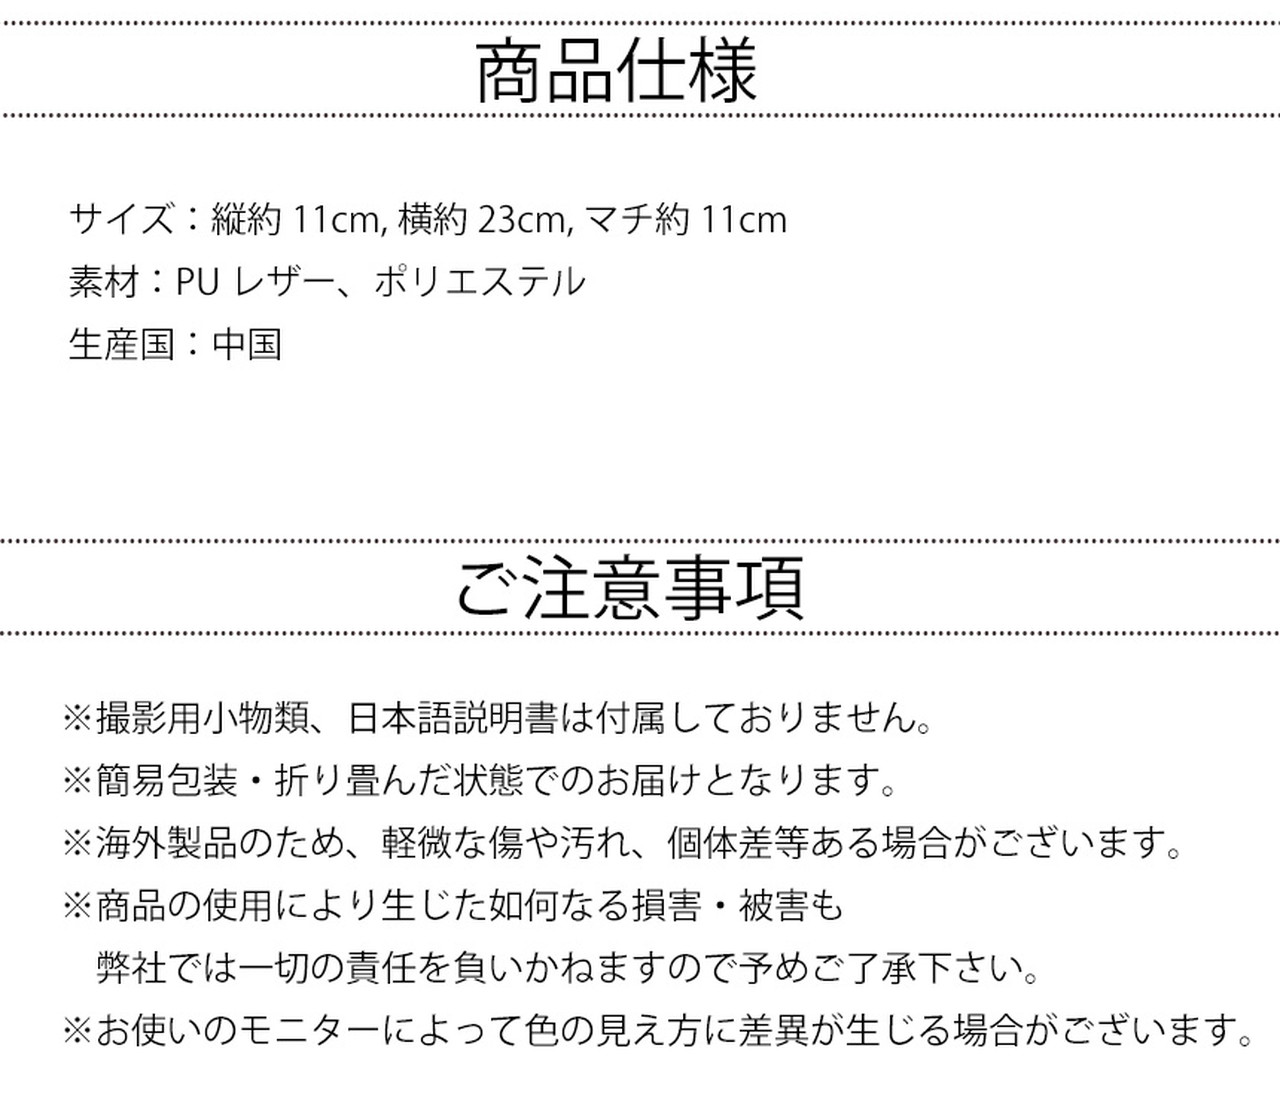 商品仕様
サイズ：縦約 11cm, 横約 23cm, マチ約 11cm
素材：PU レザー、ポリエステル
生産国：中国
ご注意事項
※撮影用小物類、日本語説明書は付属しておりません。
※簡易包装・折り畳んだ状態でのお届けとなります。
※海外製品のため、軽微な傷や汚れ、個体差等ある場合がございます。
※商品の使用により生じた如何なる損害・被害も
弊社では一切の責任を負いかねますので予めご了承下さい。
※お使いのモニターによって色の見え方に差異が生じる場合がございます。